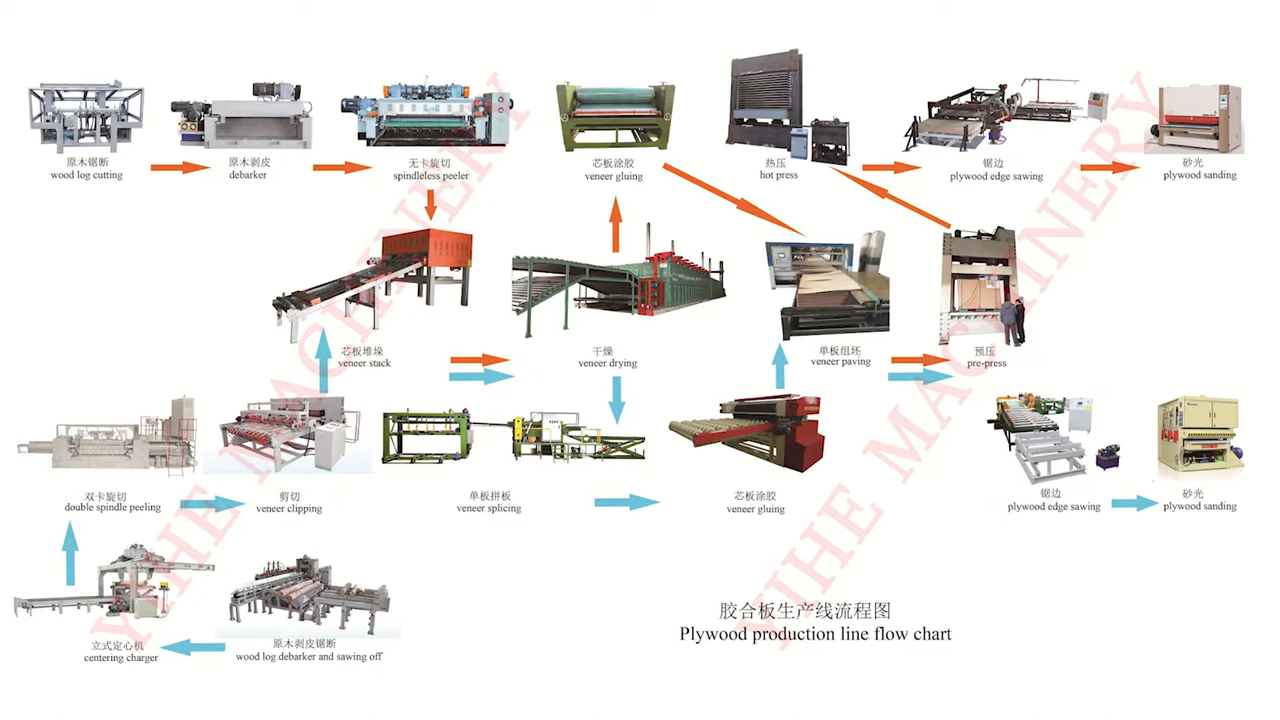 原木锯断
wood log cutting
原木剥皮
debarker
无卡旋切
spindleless peeler
芯板涂胶
veneer gluing
热压
hot press
锯边
plywood edge sawing
砂光
plywood sanding
芯板堆垛
veneer stack
干燥
veneer drying
单板组坯
veneer paving
预压
pre-press
双卡旋切
double spindle peeling
剪切
veneer clipping
单板拼板
veneer splicing
芯板涂胶
veneer gluing
锯边
plywood edge sawing
砂光
plywood sanding
立式定心机
centering charger
原木剥皮锯断
wood log debarker and sawing off
胶合板生产线流程图
Plywood production line flow chart
YIHE MACHINERY
YIHE MACHINERY